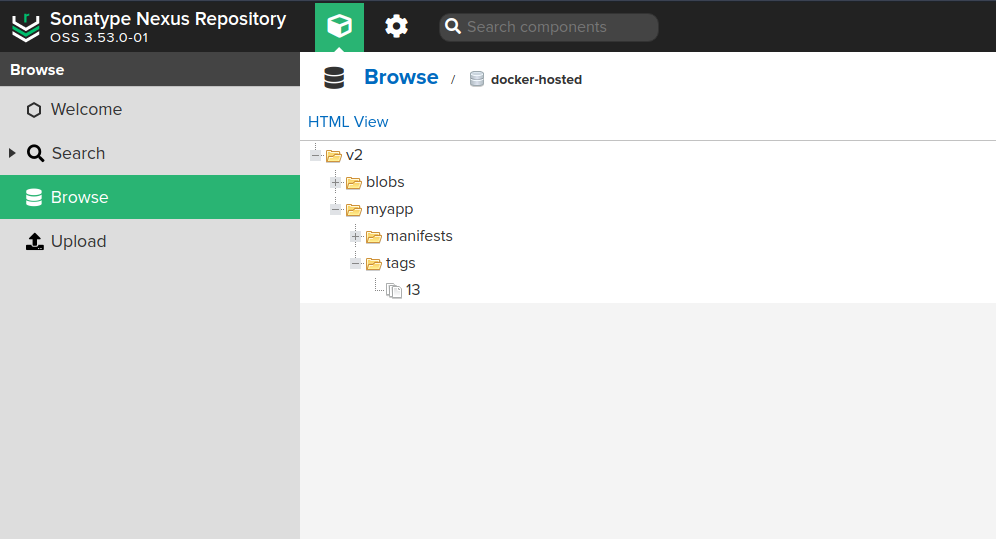 Sonatype Nexus Repository
OSS 3.53.0-01
Search components
Browse
Welcome
Search
Browse
Upload
Browse / docker-hosted
HTML View
v2
blobs
myapp
manifests
tags
13